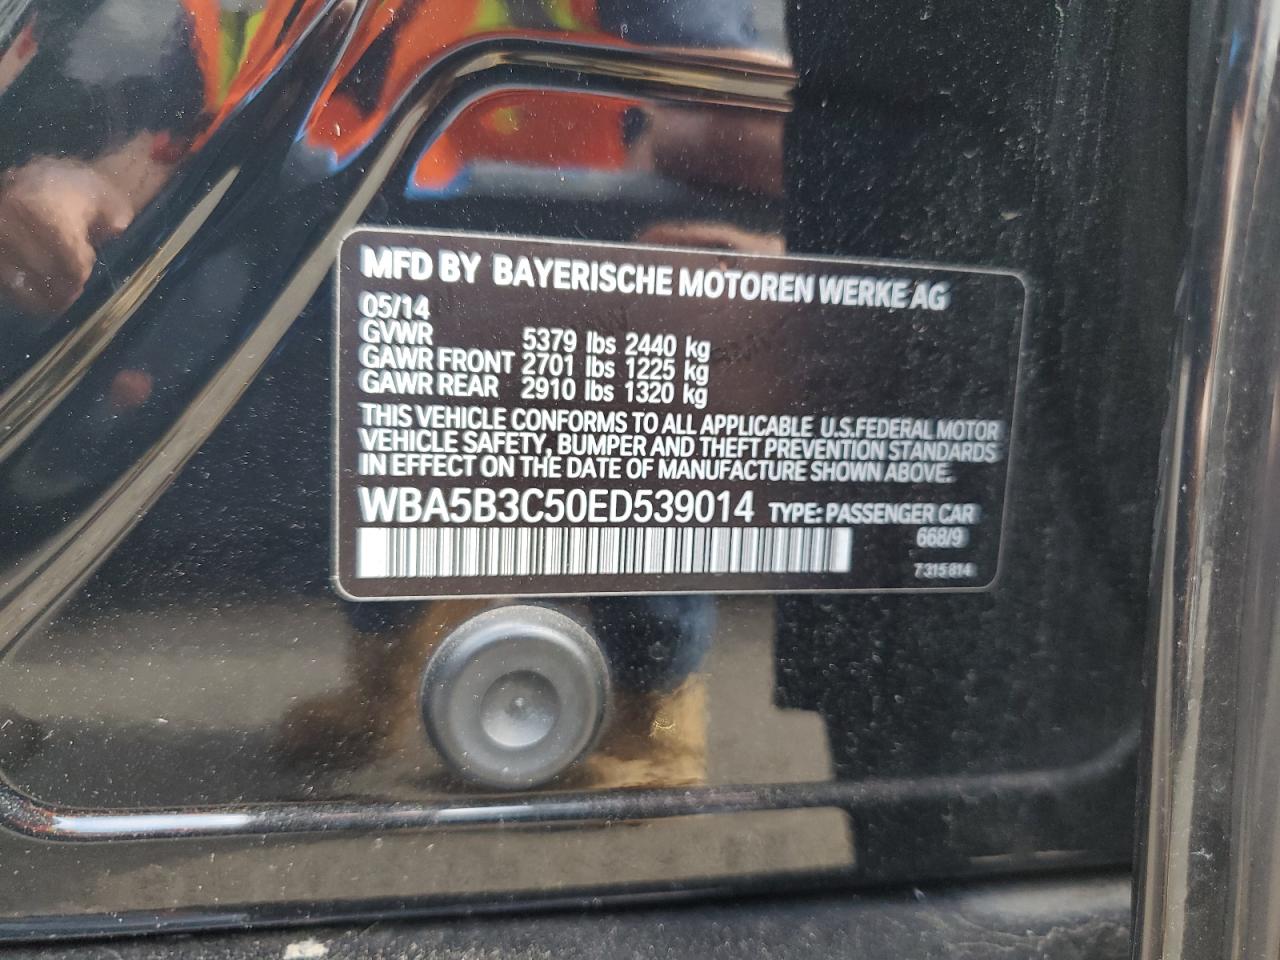 MFD BY BAYERISCHE MOTOREN WERKE AG
05/14
GVWR 5379 lbs 2440 kg
GAWR FRONT 2701 lbs 1225 kg
GAWR REAR 2910 lbs 1320 kg
THIS VEHICLE CONFORMS TO ALL APPLICABLE U.S.FEDERAL MOTOR
VEHICLE SAFETY, BUMPER AND THEFT PREVENTION STANDARDS
IN EFFECT ON THE DATE OF MANUFACTURE SHOWN ABOVE.
WBA5B3C50ED539014 TYPE: PASSENGER CAR
668/9
7 315 814